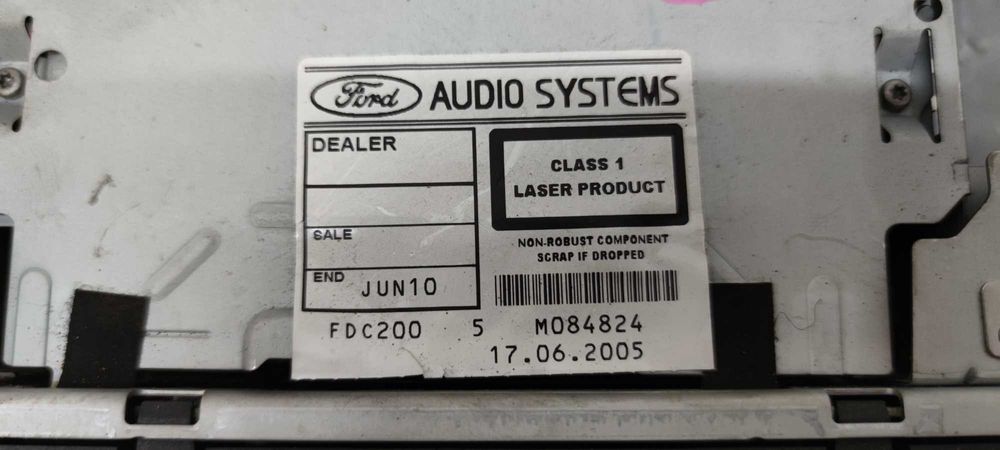 Ford AUDIO SYSTEMS
DEALER
CLASS 1
LASER PRODUCT
SALE
NON-ROBUST COMPONENT
SCRAP IF DROPPED
END JUN10
FDC200 5 M084824
17.06.2005